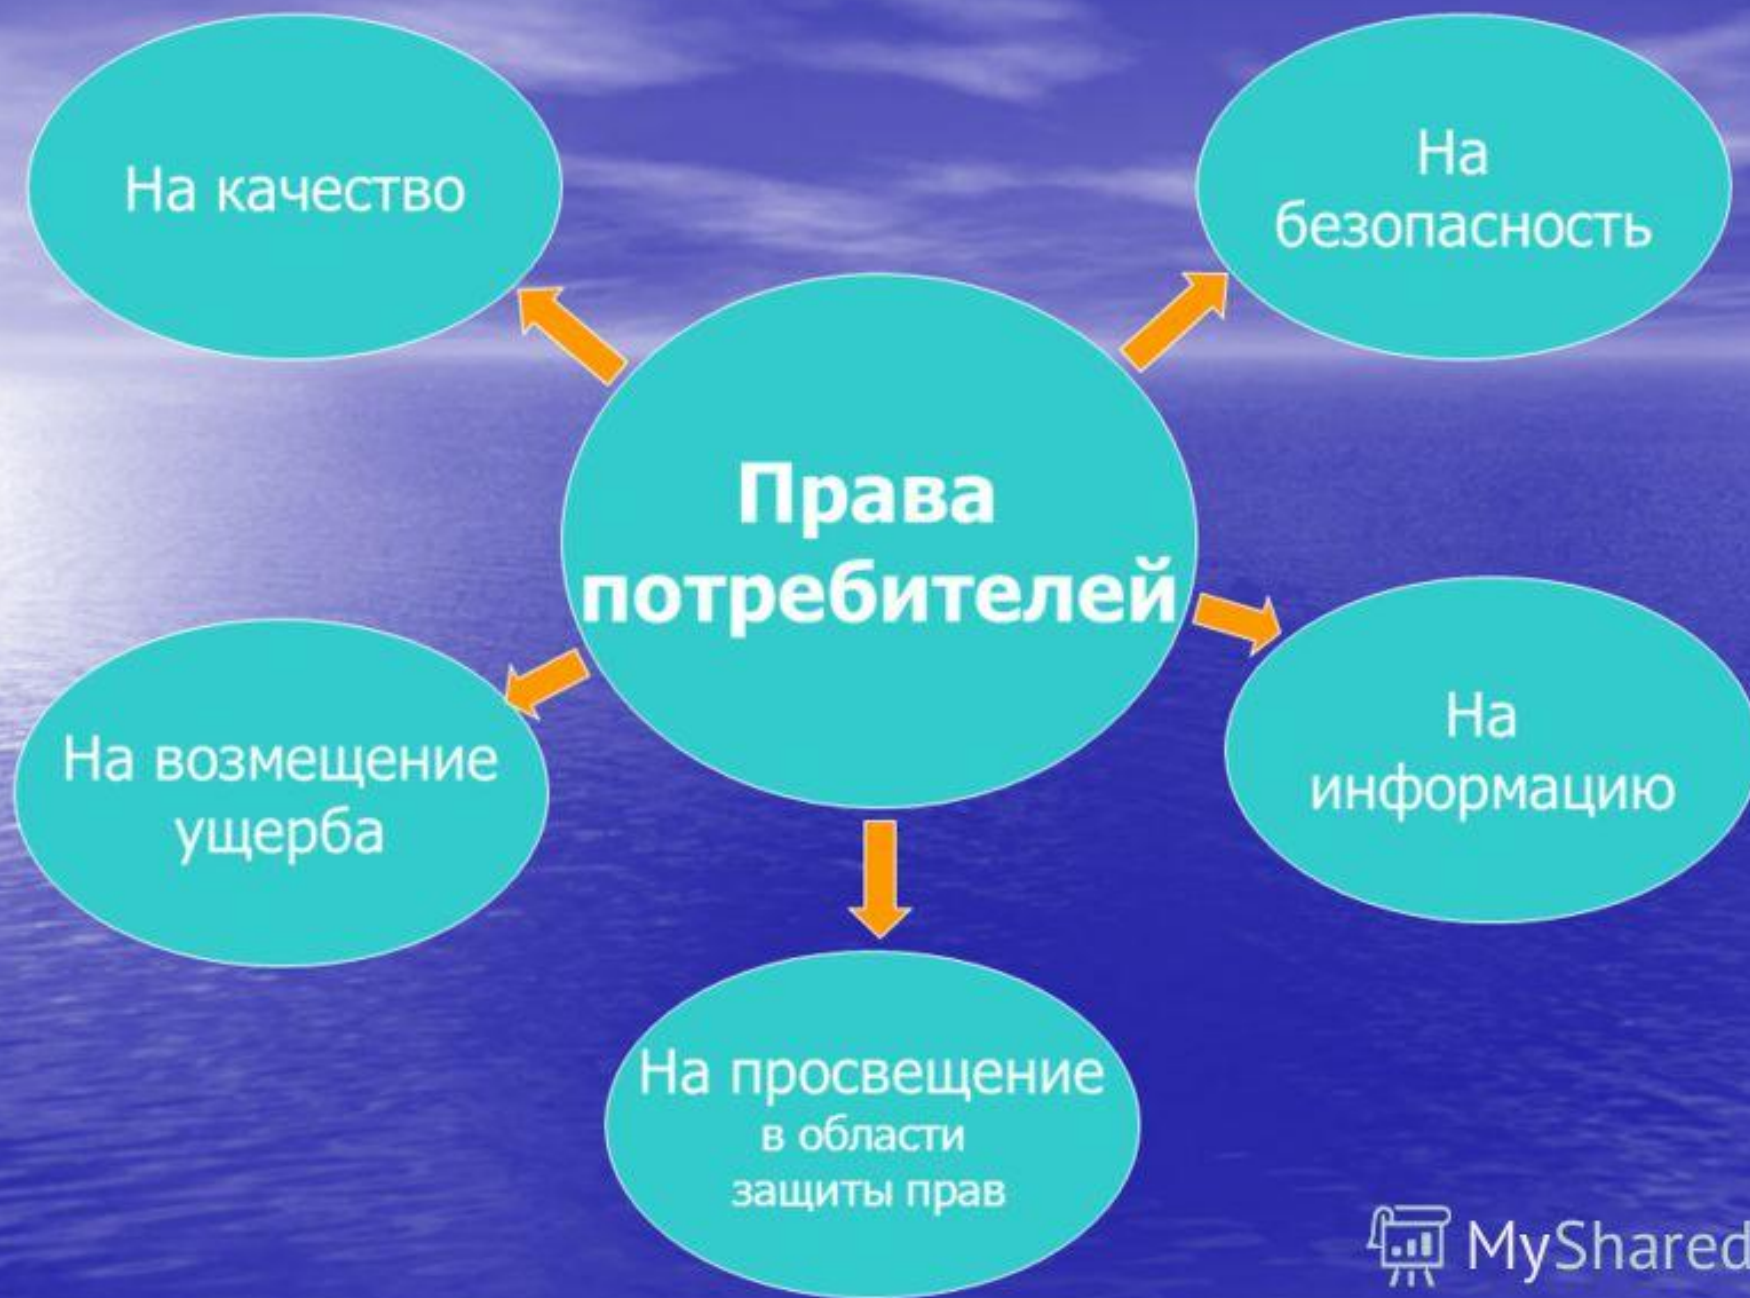 На качество
На
безопасность
Права
потребителей
На возмещение
ущерба
На
информацию
На просвещение
в области
защиты прав
MyShared